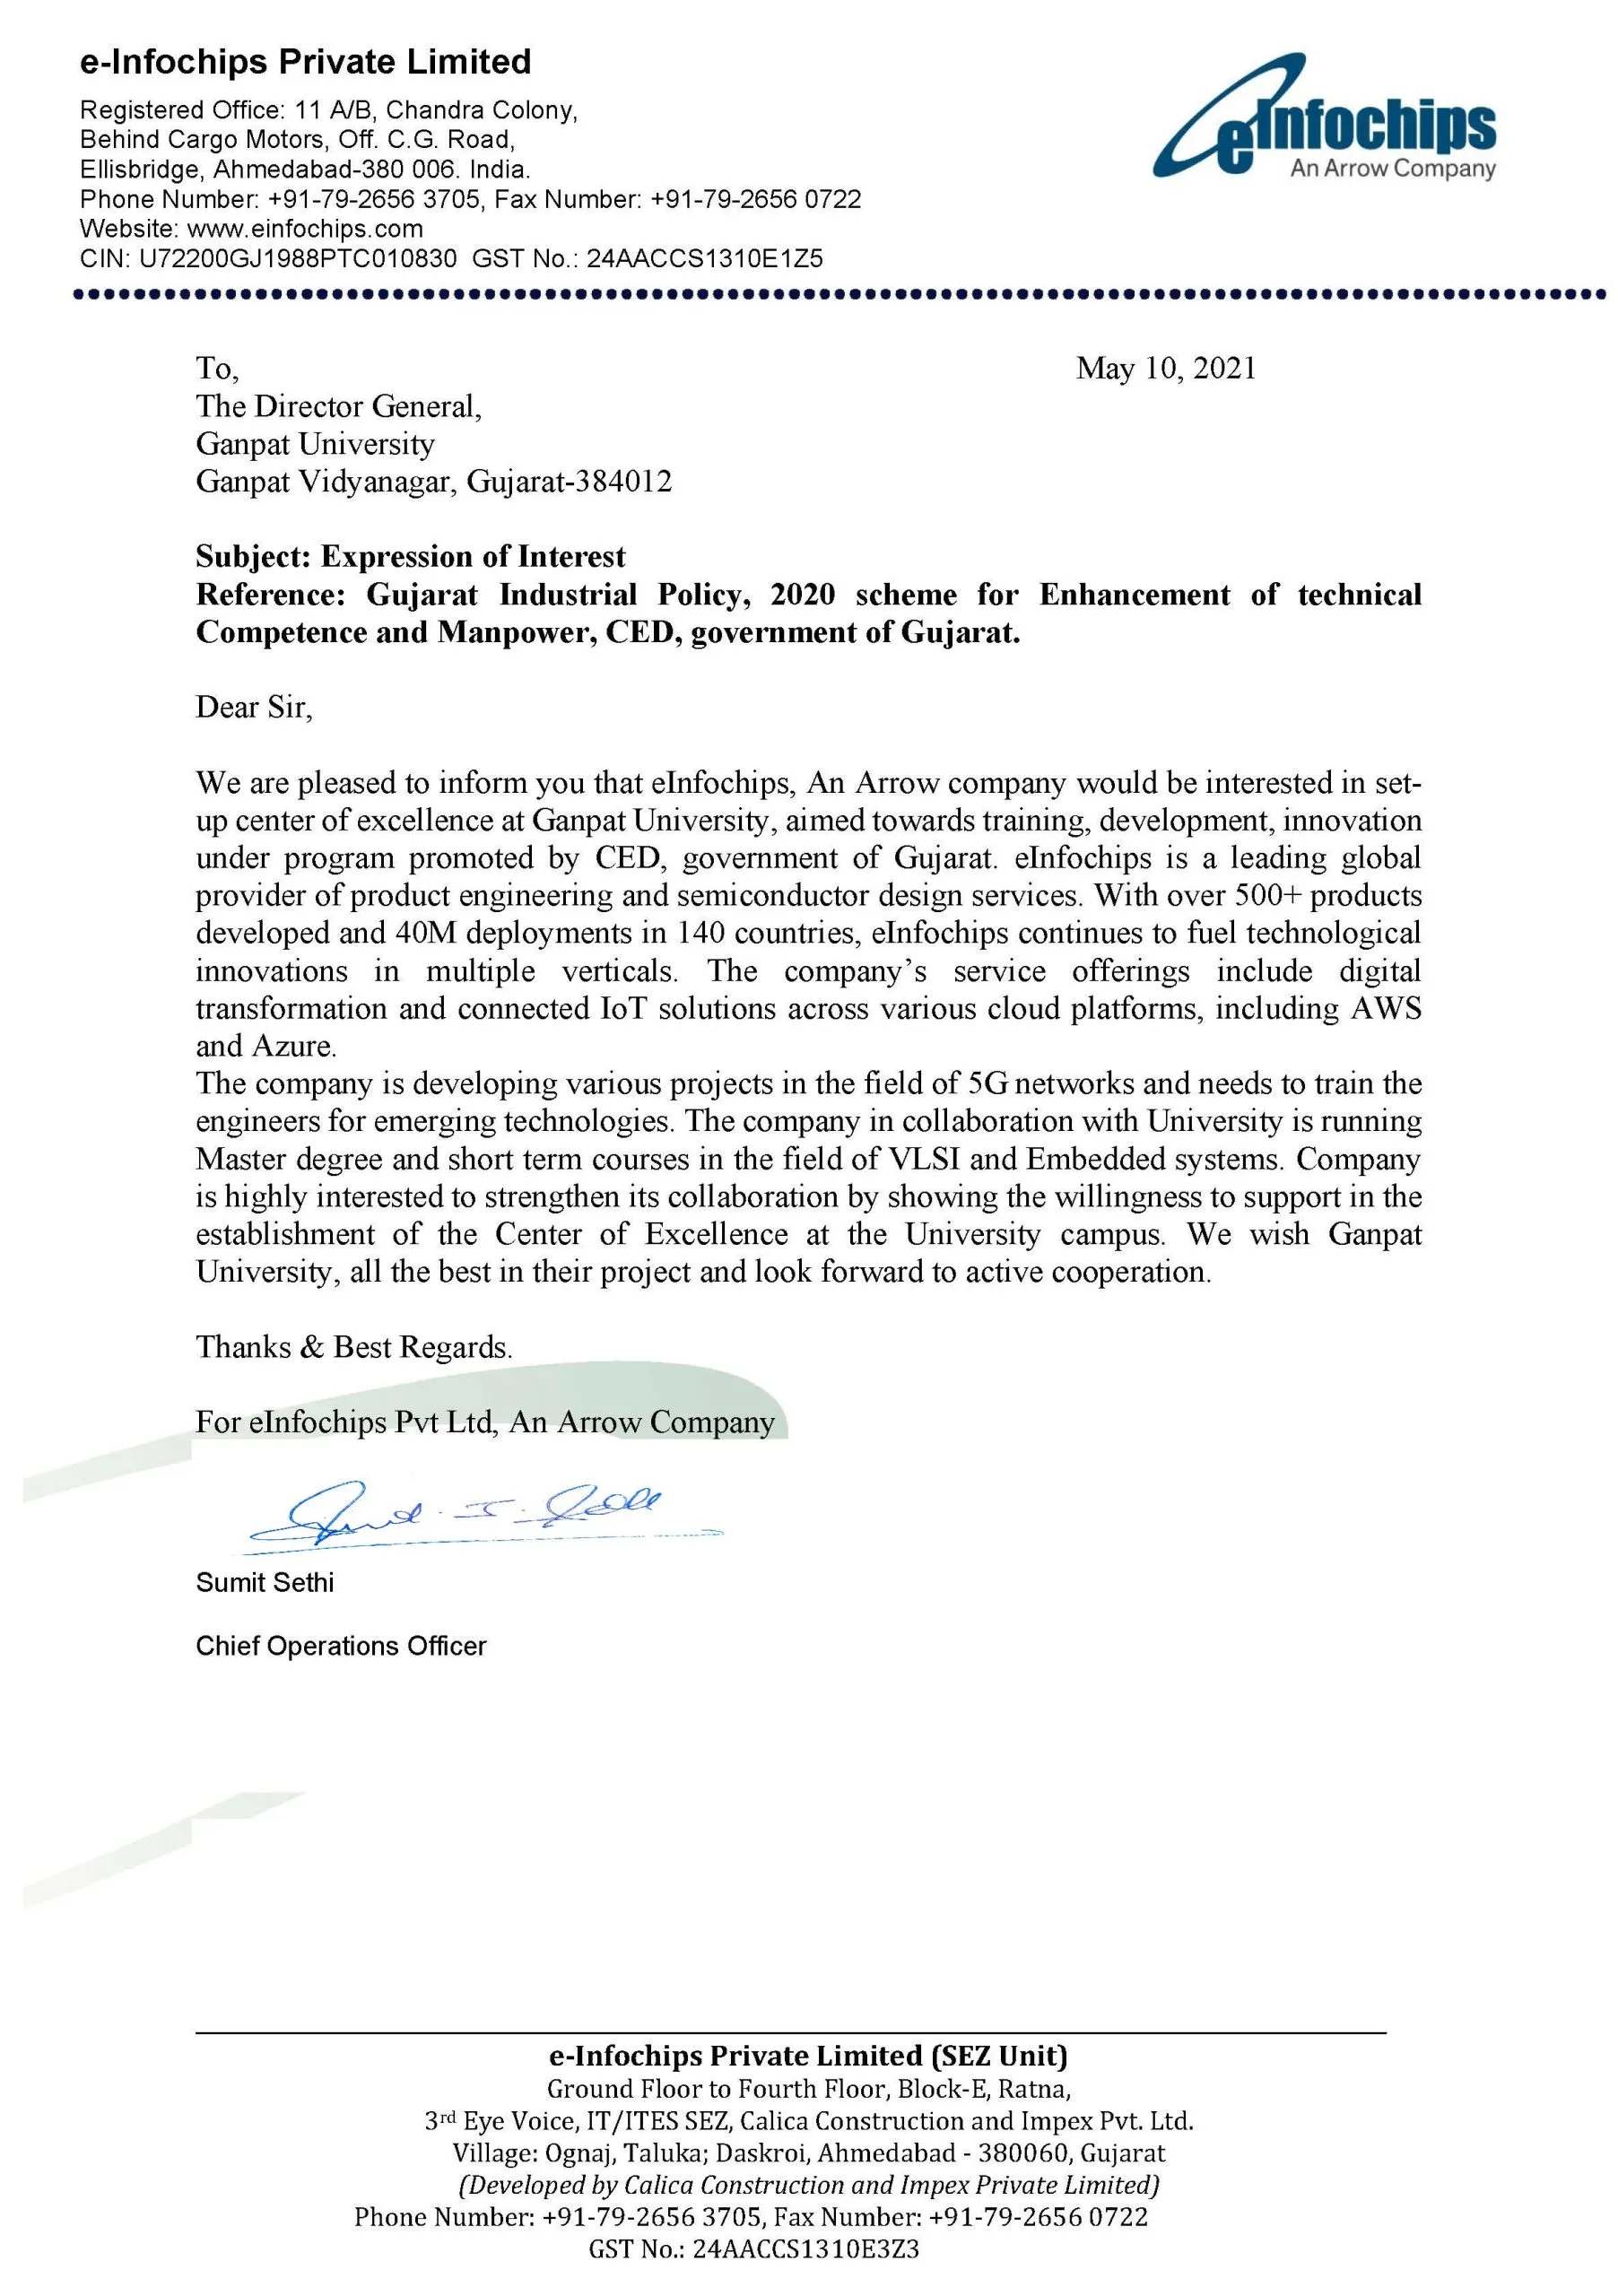 e-Infochips Private Limited
Registered Office: 11 A/B, Chandra Colony,
Behind Cargo Motors, Off. C.G. Road,
Ellisbridge, Ahmedabad-380 006. India.
Phone Number: +91-79-2656 3705, Fax Number: +91-79-2656 0722
Website: www.einfochips.com
CIN: U72200GJ1988PTC010830 GST No.: 24AACCS1310E1Z5
eInfochips
An Arrow Company
To, May 10, 2021
The Director General,
Ganpat University
Ganpat Vidyanagar, Gujarat-384012
Subject: Expression of Interest
Reference: Gujarat Industrial Policy, 2020 scheme for Enhancement of technical
Competence and Manpower, CED, government of Gujarat.
Dear Sir,
We are pleased to inform you that eInfochips, An Arrow company would be interested in set-
up center of excellence at Ganpat University, aimed towards training, development, innovation
under program promoted by CED, government of Gujarat. eInfochips is a leading global
provider of product engineering and semiconductor design services. With over 500+ products
developed and 40M deployments in 140 countries, eInfochips continues to fuel technological
innovations in multiple verticals. The company’s service offerings include digital
transformation and connected IoT solutions across various cloud platforms, including AWS
and Azure.
The company is developing various projects in the field of 5G networks and needs to train the
engineers for emerging technologies. The company in collaboration with University is running
Master degree and short term courses in the field of VLSI and Embedded systems. Company
is highly interested to strengthen its collaboration by showing the willingness to support in the
establishment of the Center of Excellence at the University campus. We wish Ganpat
University, all the best in their project and look forward to active cooperation.
Thanks & Best Regards.
For eInfochips Pvt Ltd, An Arrow Company
Sumit Sethi
Chief Operations Officer
e-Infochips Private Limited (SEZ Unit)
Ground Floor to Fourth Floor, Block-E, Ratna,
3rd Eye Voice, IT/ITES SEZ, Calica Construction and Impex Pvt. Ltd.
Village: Ognaj, Taluka; Daskroi, Ahmedabad - 380060, Gujarat
(Developed by Calica Construction and Impex Private Limited)
Phone Number: +91-79-2656 3705, Fax Number: +91-79-2656 0722
GST No.: 24AACCS1310E3Z3